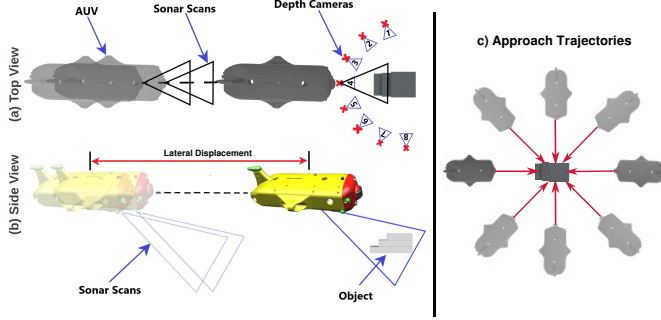 AUV
Sonar Scans
Depth Cameras
(a) Top View
1
2
3
4
5
6
7
8
Lateral Displacement
(b) Side View
Sonar Scans
Object
c) Approach Trajectories